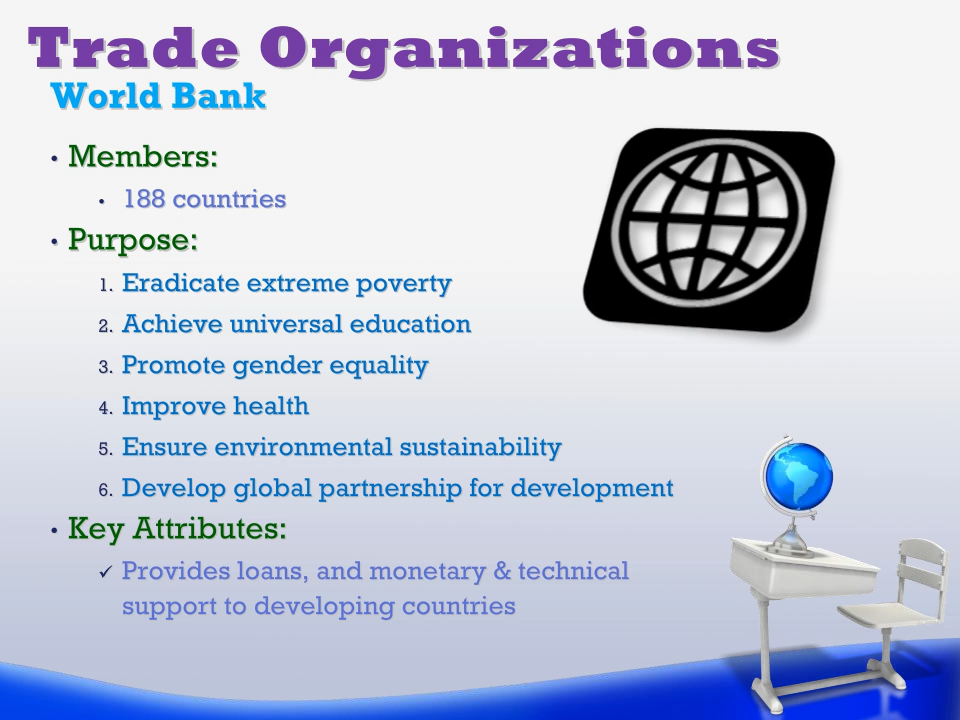 Trade Organizations
World Bank
• Members:
• 188 countries
• Purpose:
1. Eradicate extreme poverty
2. Achieve universal education
3. Promote gender equality
4. Improve health
5. Ensure environmental sustainability
6. Develop global partnership for development
• Key Attributes:
✓ Provides loans, and monetary & technical
support to developing countries